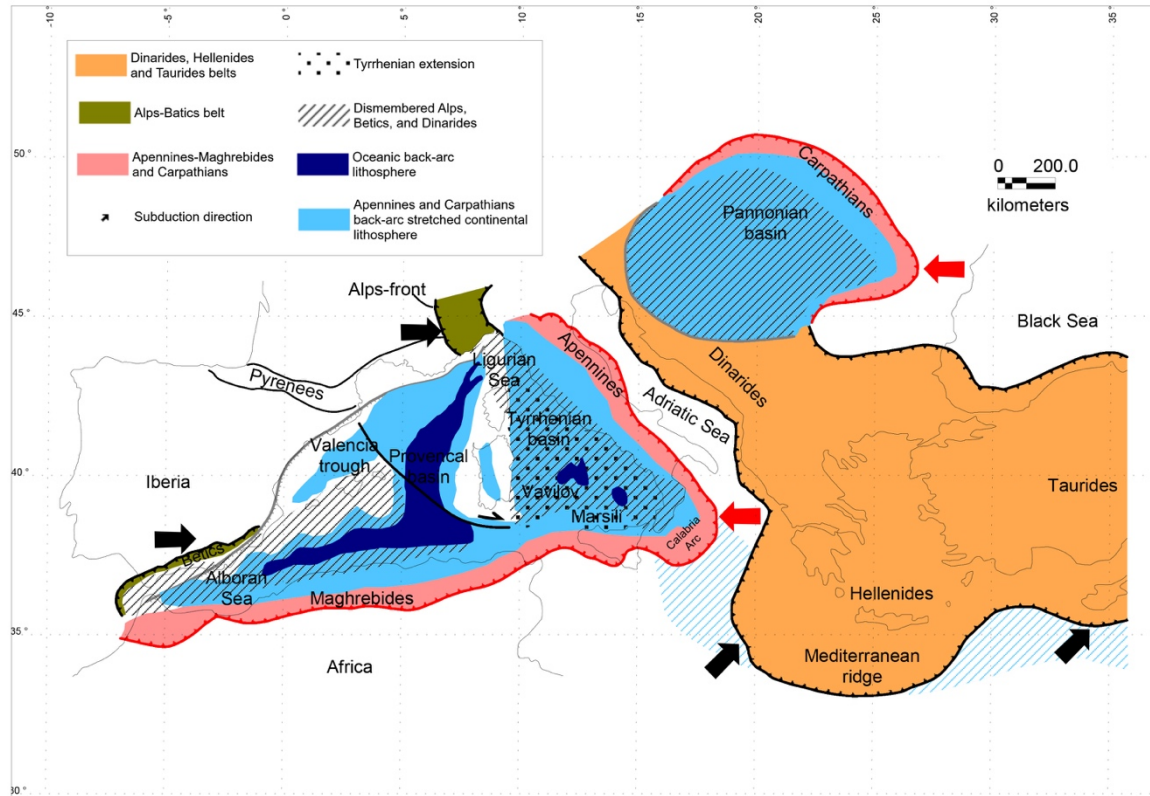 -10 °
-5 °
0 °
5 °
10 °
15 °
20 °
25 °
30 °
35 °
Dinarides, Hellenides
and Taurides belts
Tyrrhenian extension
Alps-Batics belt
Dismembered Alps,
Betics, and Dinarides
Apennines-Maghrebides
and Carpathians
Oceanic back-arc
lithosphere
Subduction direction
Apennines and Carpathians
back-arc stretched continental
lithosphere
50 °
Carpathians
0 200.0
kilometers
Pannonian
basin
Alps-front
45 °
Black Sea
Ligurian
Sea
Apennines
Dinarides
Pyrenees
Adriatic Sea
Tyrrhenian
basin
Valencia
trough
Provencal
basin
40 °
Iberia
Vavilov
Taurides
Marsili
Calabria
Arc
Betics
Alboran
Sea
Maghrebides
Hellenides
35 °
Africa
Mediterranean
ridge
30 °